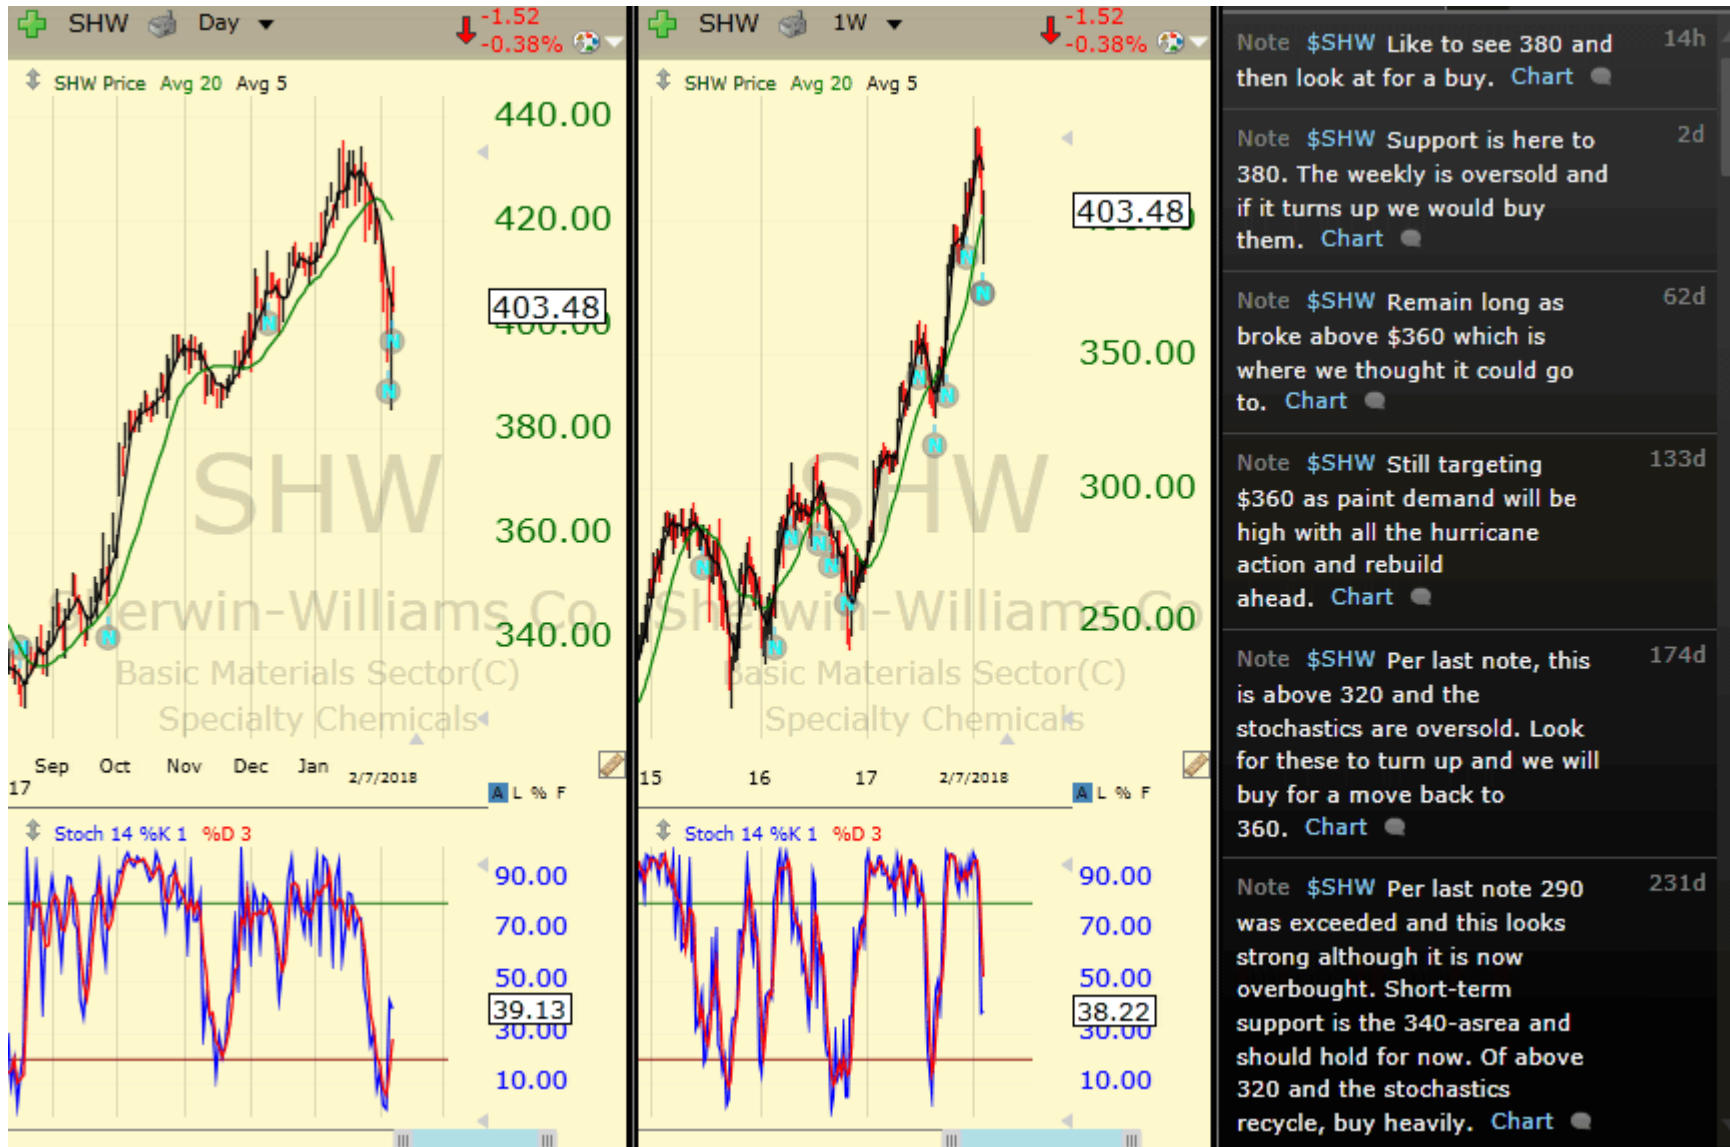 SHW Day
-1.52
-0.38%
SHW Price Avg 20 Avg 5
440.00
420.00
403.48
400.00
380.00
360.00
340.00
SHW
Sherwin-Williams Co
Basic Materials Sector(C)
Specialty Chemicals
Sep Oct Nov Dec Jan 2/7/2018
17
A L % F
Stoch 14 %K 1 %D 3
90.00
70.00
50.00
39.13
30.00
10.00
SHW 1W
-1.52
-0.38%
SHW Price Avg 20 Avg 5
403.48
350.00
300.00
250.00
SHW
Sherwin-Williams Co
Basic Materials Sector(C)
Specialty Chemicals
15 16 17 2/7/2018
A L % F
Stoch 14 %K 1 %D 3
90.00
70.00
50.00
38.22
30.00
10.00
Note $SHW Like to see 380 and 14h
then look at for a buy. Chart
Note $SHW Support is here to 2d
380. The weekly is oversold and
if it turns up we would buy
them. Chart
Note $SHW Remain long as 62d
broke above $360 which is
where we thought it could go
to. Chart
Note $SHW Still targeting 133d
$360 as paint demand will be
high with all the hurricane
action and rebuild
ahead. Chart
Note $SHW Per last note, this 174d
is above 320 and the
stochastics are oversold. Look
for these to turn up and we will
buy for a move back to
360. Chart
Note $SHW Per last note 290 231d
was exceeded and this looks
strong although it is now
overbought. Short-term
support is the 340-asrea and
should hold for now. Of above
320 and the stochastics
recycle, buy heavily. Chart